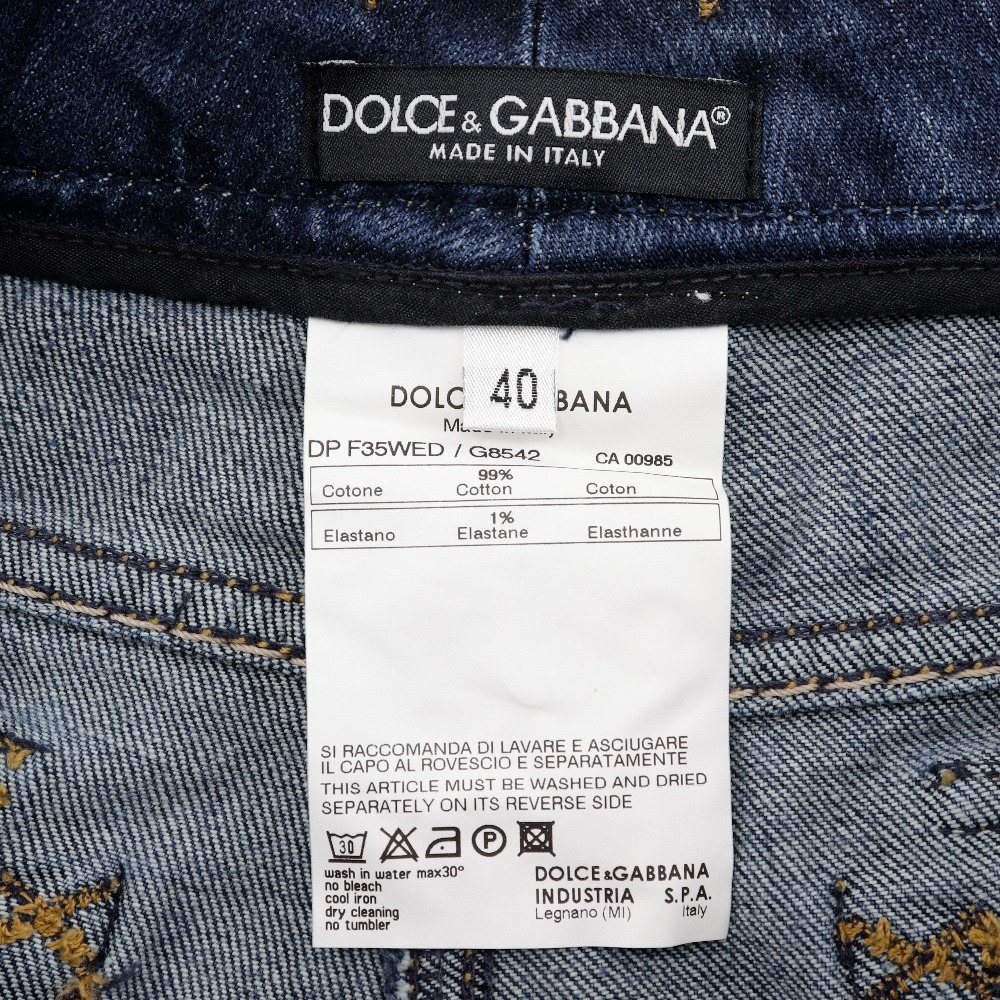 DOLCE & GABBANA®
MADE IN ITALY
40
DOLC BANA
DP F35WED / G8542 CA 00985
99%
Cotone Cotton Coton
1%
Elastano Elastane Elasthanne
SI RACCOMANDA DI LAVARE E ASCIUGARE
IL CAPO AL ROVESCIO E SEPARATAMENTE
THIS ARTICLE MUST BE WASHED AND DRIED
SEPARATELY ON ITS REVERSE SIDE
30 P
wash in water max30°
no bleach
cool iron
dry cleaning
no tumbler
DOLCE & GABBANA
INDUSTRIA S.P.A.
Legnano (MI) Italy